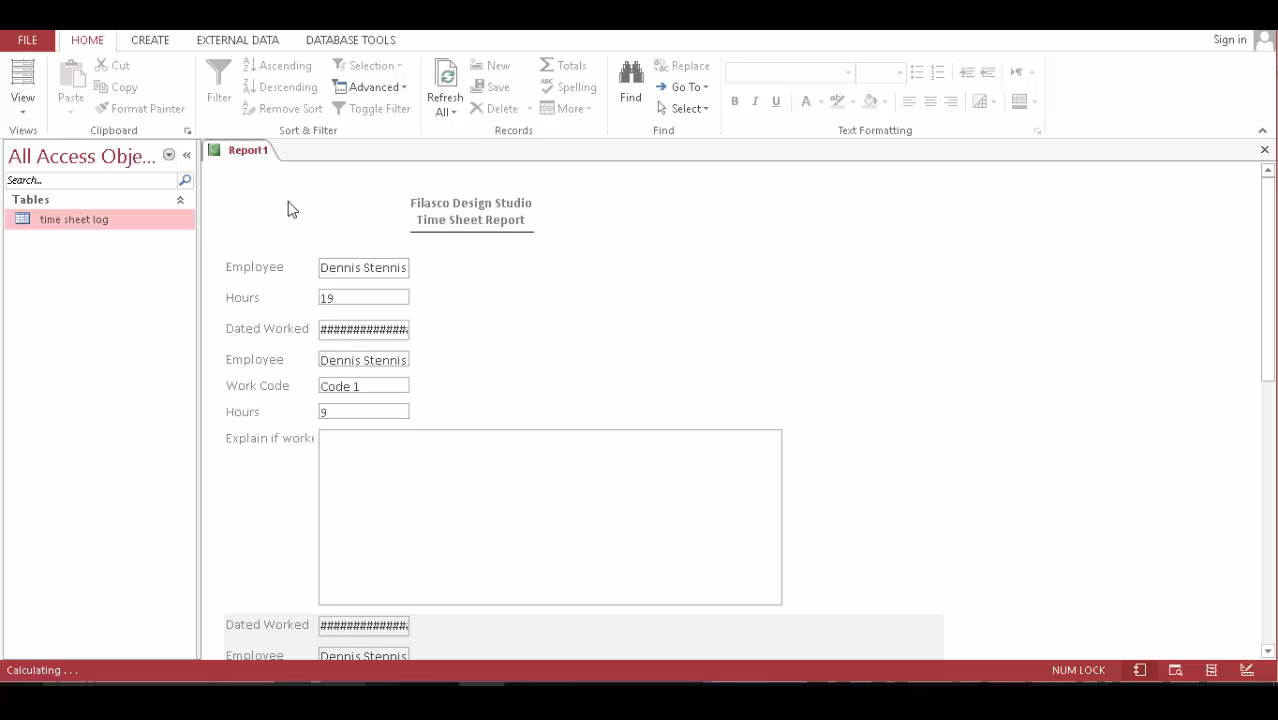 FILE HOME CREATE EXTERNAL DATA DATABASE TOOLS Sign in
View
Views
Paste
Cut
Copy
Format Painter
Clipboard
Filter
Ascending
Descending
Remove Sort
Selection
Advanced
Toggle Filter
Sort & Filter
Refresh
All
New
Save
Delete
Totals
Spelling
More
Records
Find
Replace
Go To
Select
Find
B I U A
Text Formatting
All Access Obje...
Search..
Tables
time sheet log
Report1
Filasco Design Studio
Time Sheet Report
Employee Dennis Stennis
Hours 19
Dated Worked #############
Employee Dennis Stennis
Work Code Code 1
Hours 9
Explain if worke
Dated Worked #############
Employee Dennis Stennis
Calculating . . . NUM LOCK